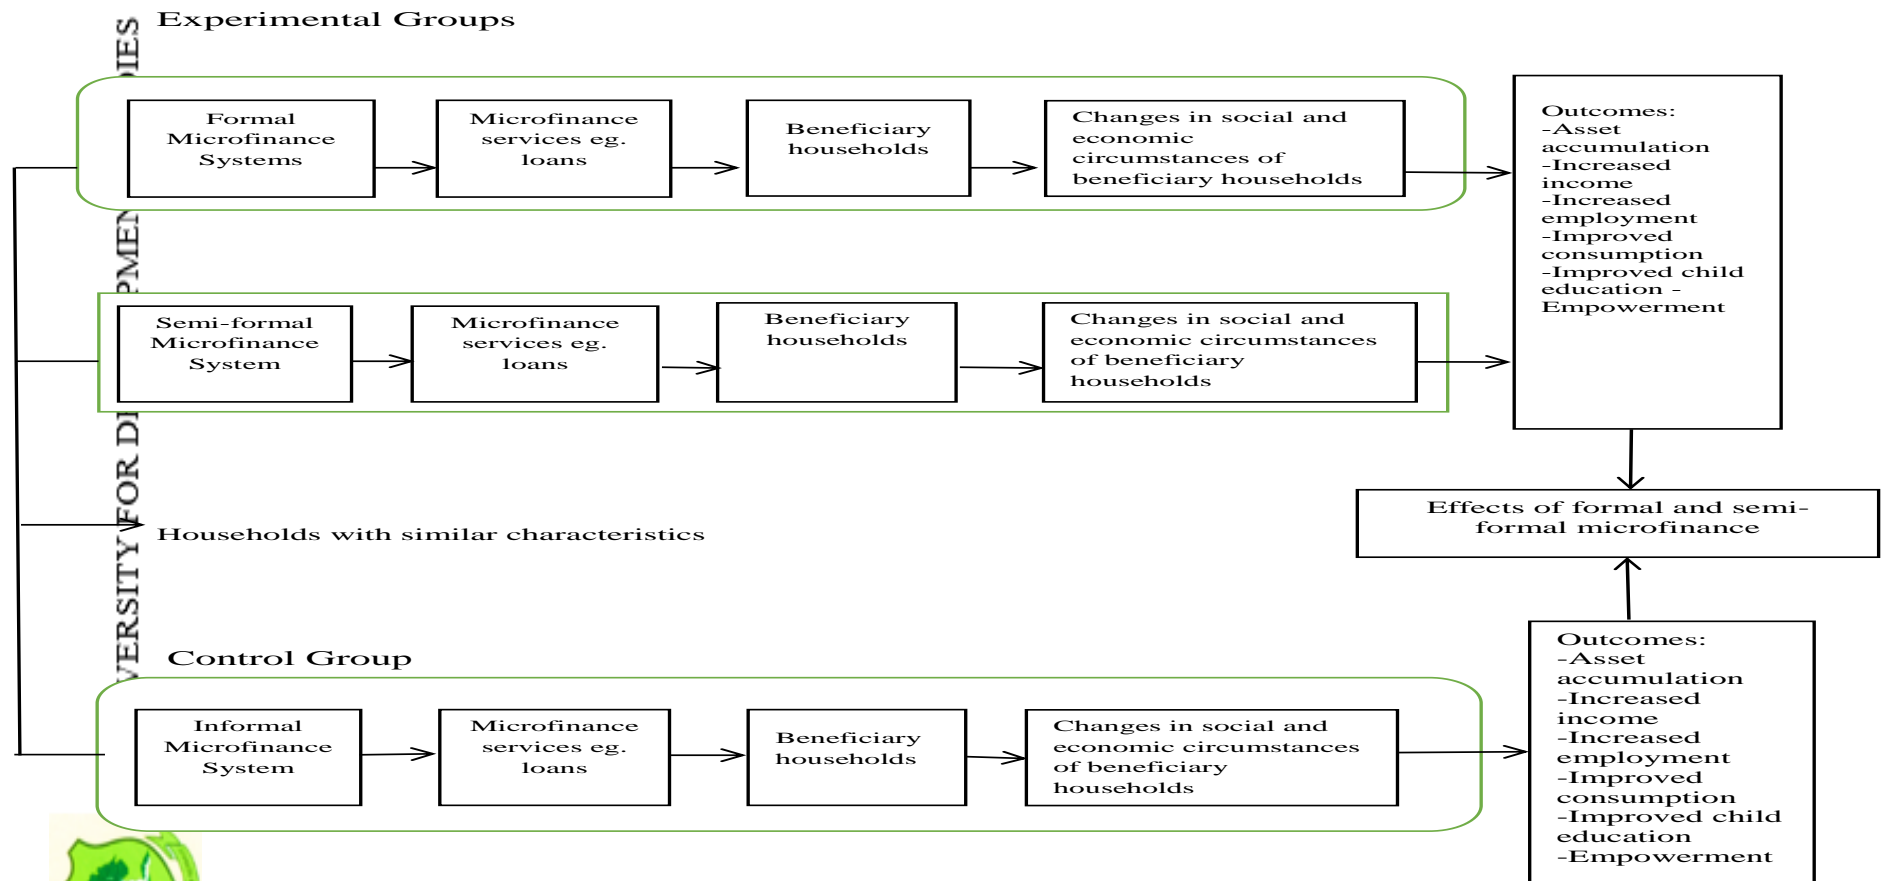 Experimental Groups
Formal
Microfinance
Systems
Microfinance
services eg.
loans
Beneficiary
households
Changes in social and
economic
circumstances of
beneficiary households
Outcomes:
-Asset
accumulation
-Increased
income
-Increased
employment
-Improved
consumption
-Improved child
education -
Empowerment
Semi-formal
Microfinance
System
Microfinance
services eg.
loans
Beneficiary
households
Changes in social and
economic circumstances
of beneficiary
households
Effects of formal and semi-
formal microfinance
Households with similar characteristics
Control Group
Informal
Microfinance
System
Microfinance
services eg.
loans
Beneficiary
households
Changes in social and
economic circumstances
of beneficiary
households
Outcomes:
-Asset
accumulation
-Increased
income
-Increased
employment
-Improved
consumption
-Improved child
education
-Empowerment
FOR